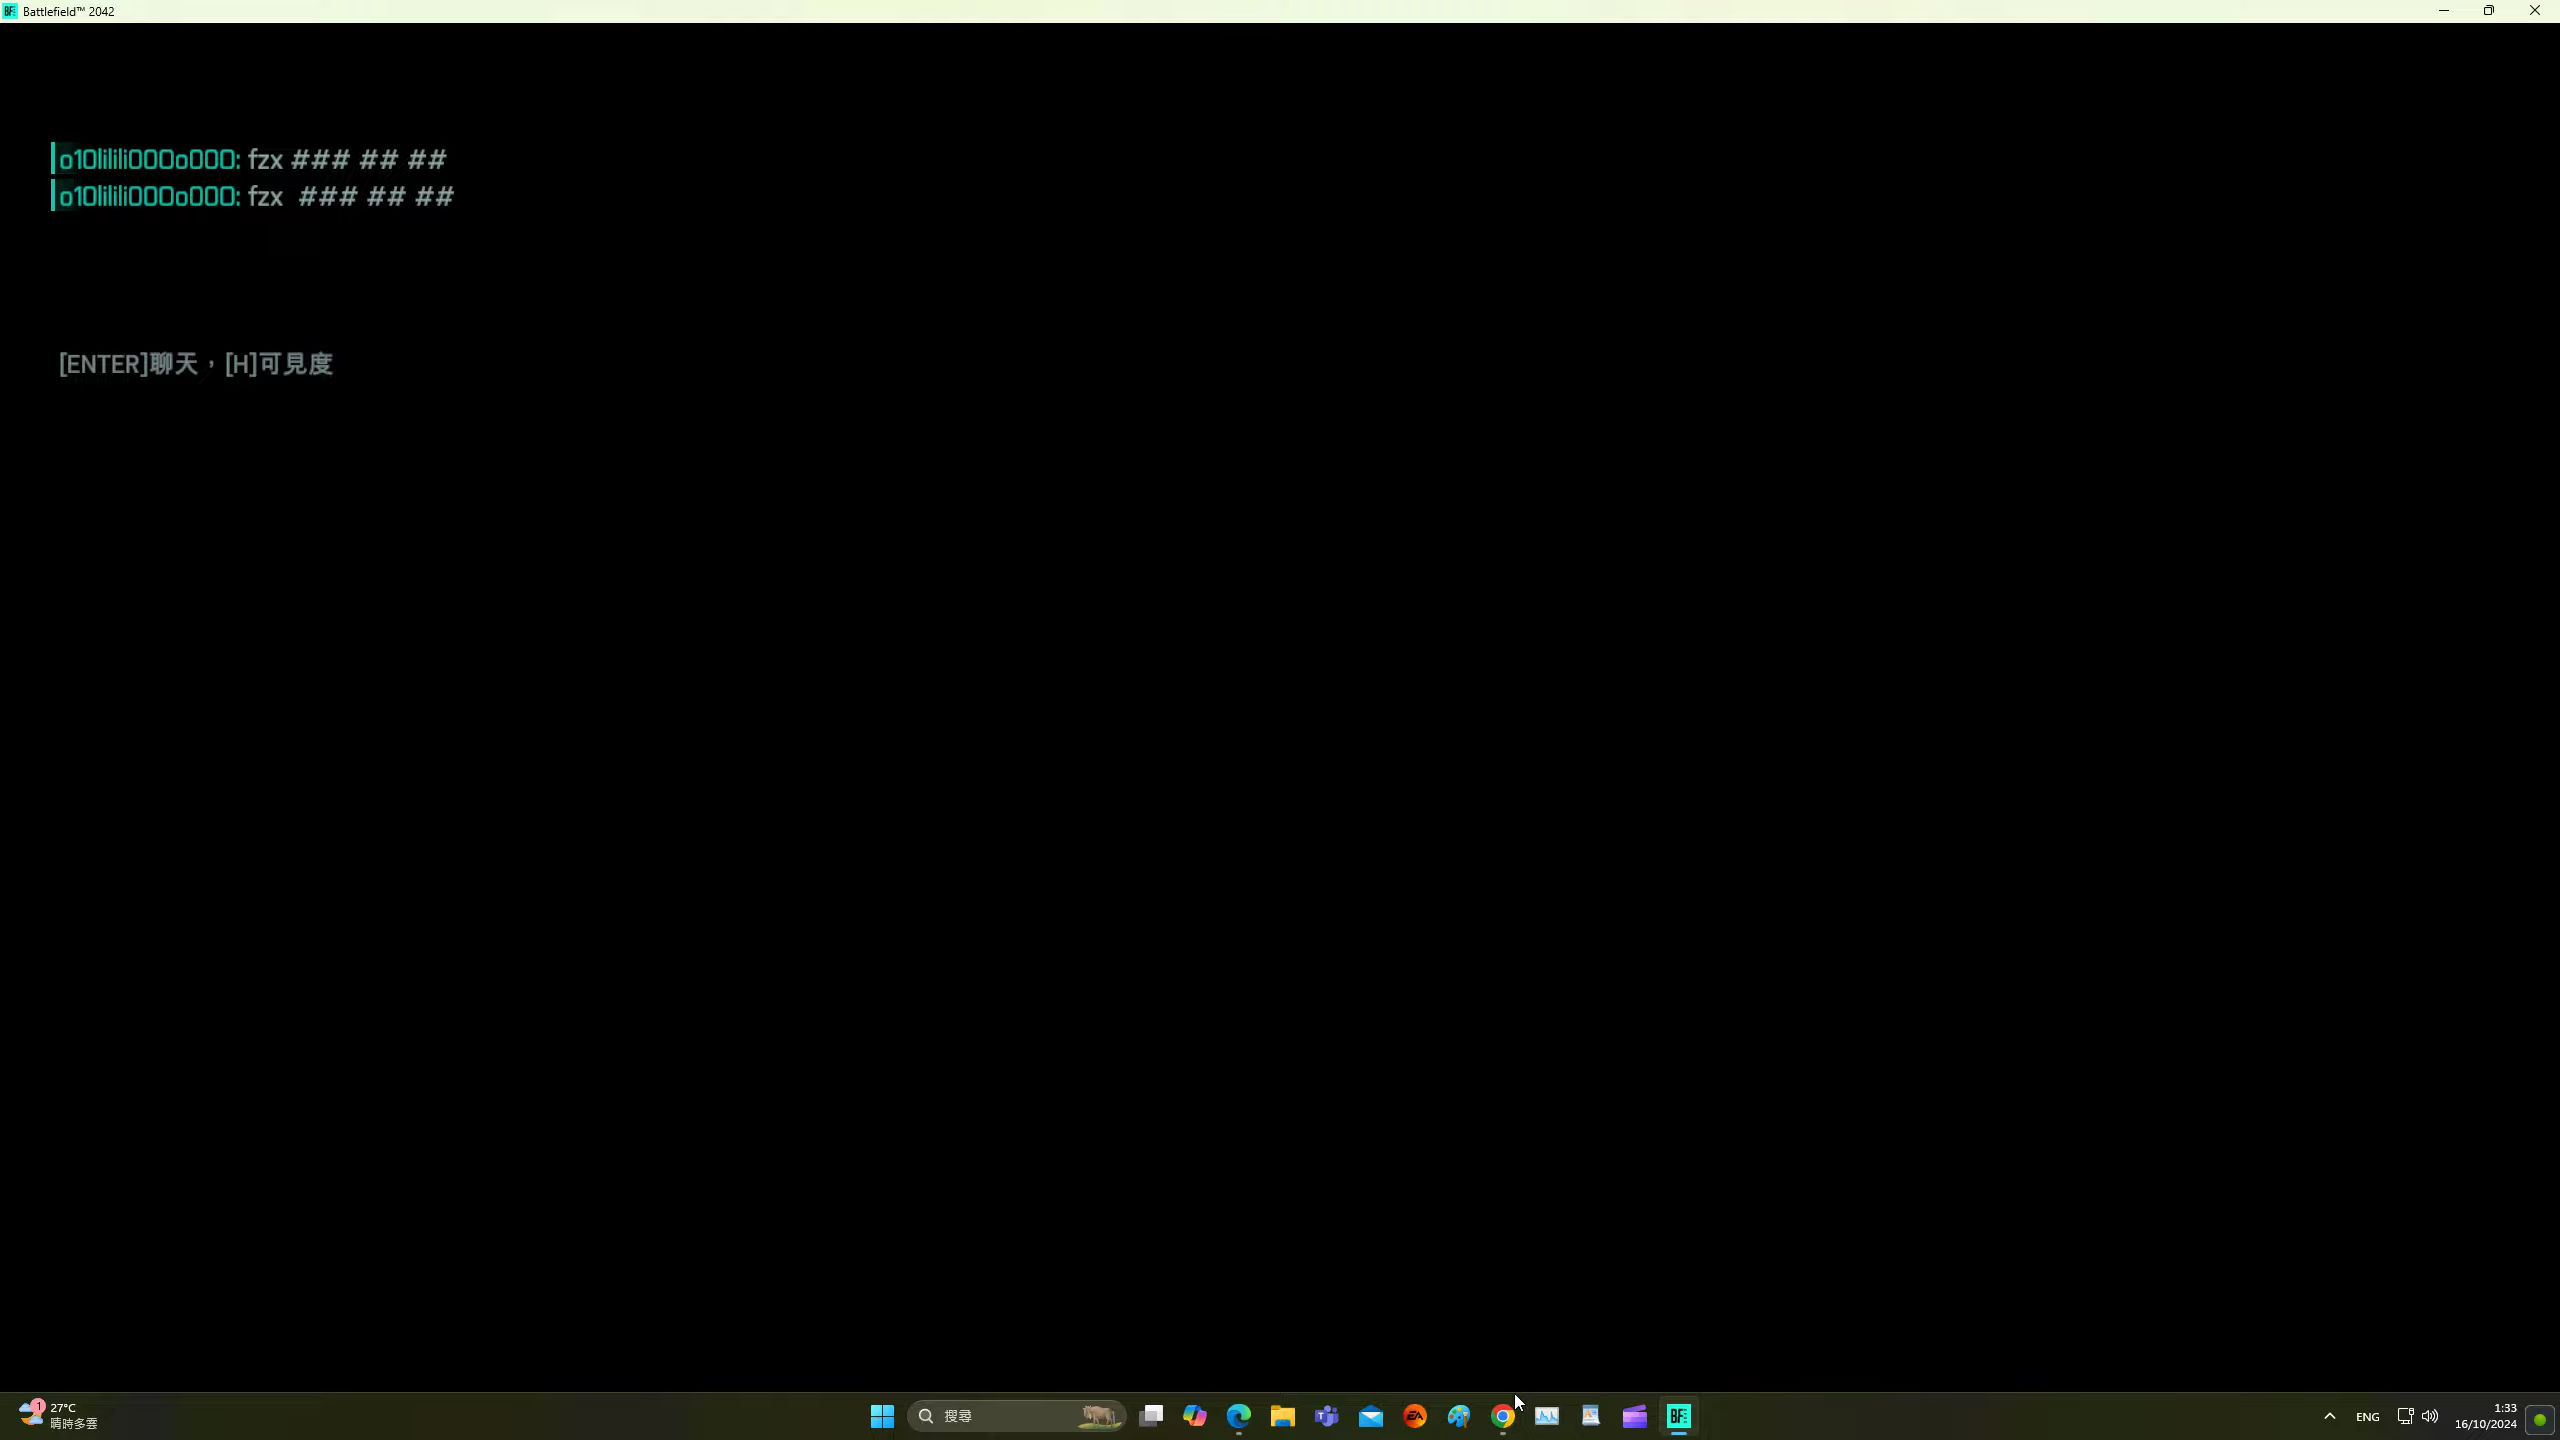 Battlefield™ 2042
o10lilili000o000: fzx ### ## ##
o10lilili000o000: fzx  ### ## ##
[ENTER]聊天，[H]可見度
1
27°C
晴時多雲
搜尋
ENG
1:33
16/10/2024